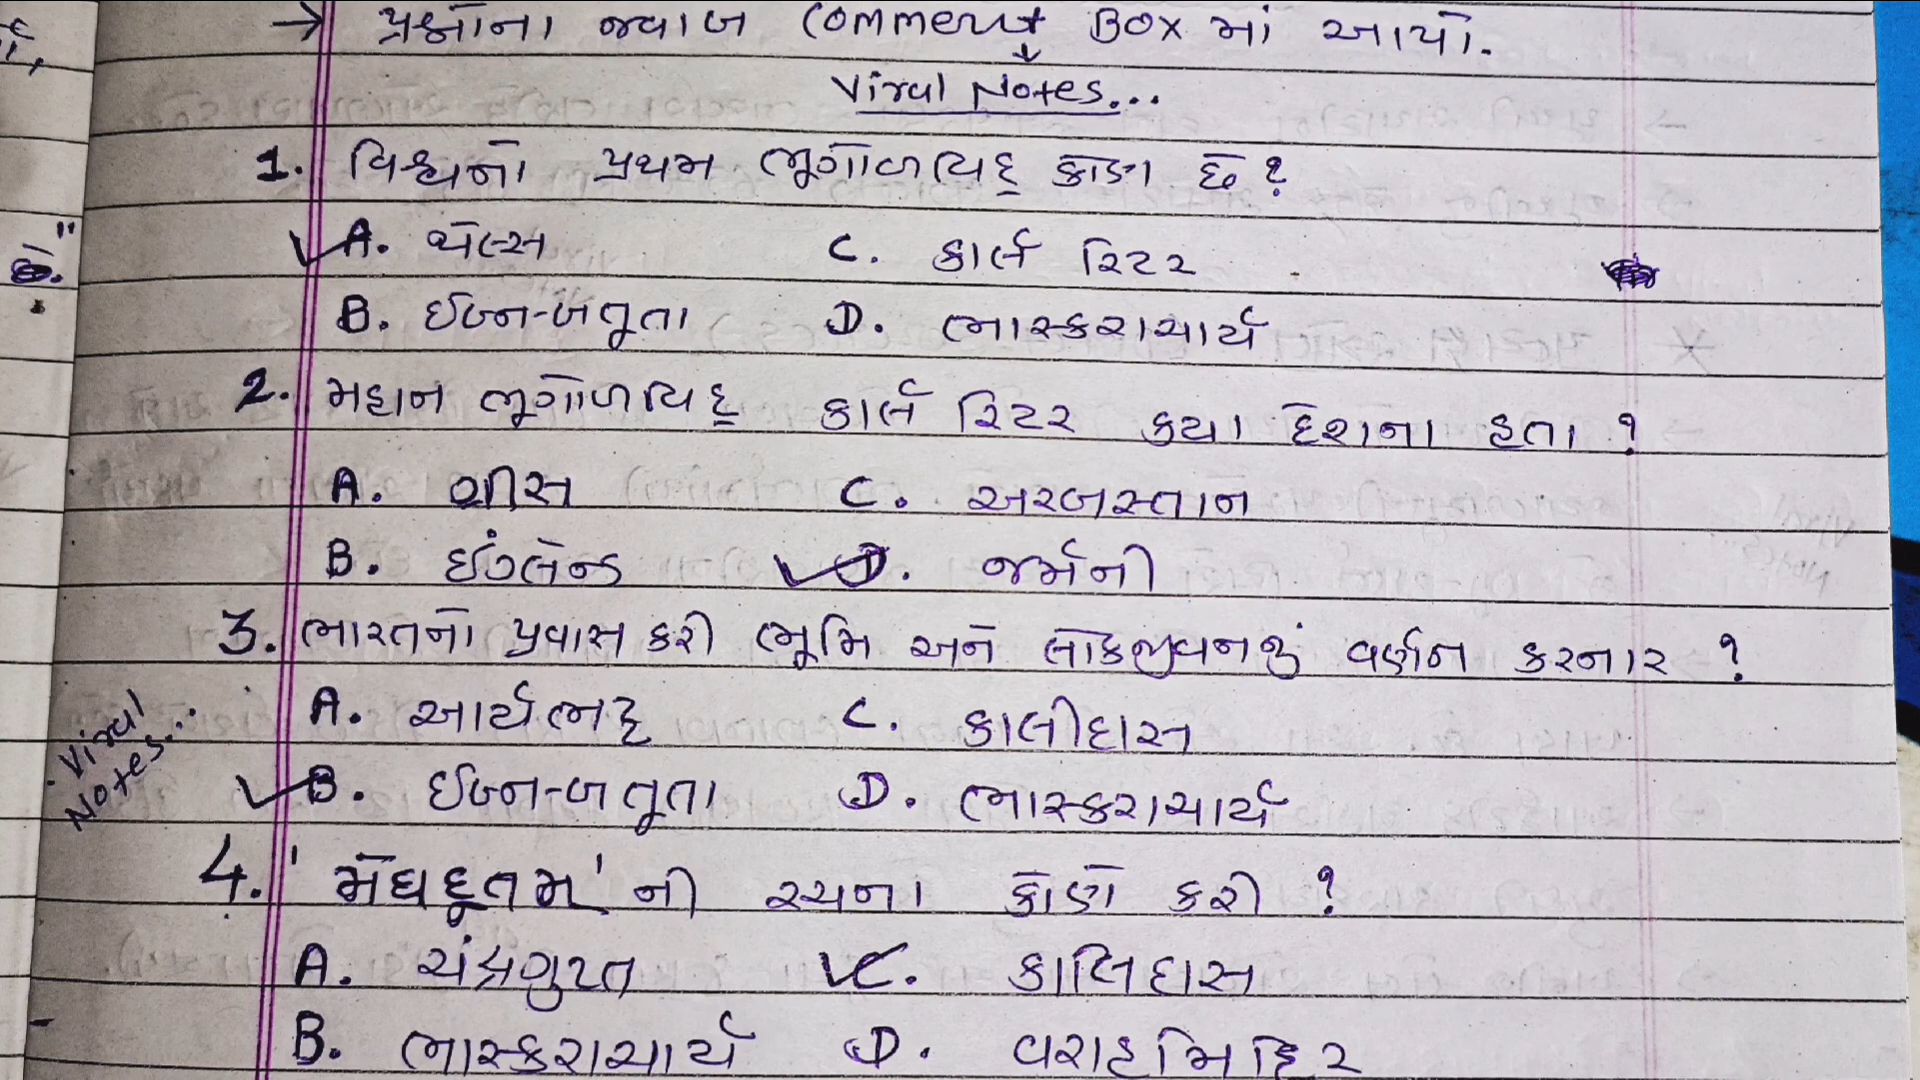 → પ્રશ્નોના જવાબ Comment Box માં આપો.
Viral Notes...
1. વિશ્વનો પ્રથમ ભૂગોળવિદ્ કોણ છે?
A. થેલ્સ C. કાર્લ રિટર
B. ઈબ્ન-બતૂતા D. ભાસ્કરાચાર્ય
2. મહાન ભૂગોળવિદ્ કાર્લ રિટર કયા દેશના હતા ?
A. ગ્રીસ C. અરબસ્તાન
B. ઈંગ્લેન્ડ D. જર્મની
3. ભારતનો પ્રવાસ કરી ભૂમિ અને લોકજીવનનું વર્ણન કરનાર ?
A. આર્યભટ્ટ C. કાલીદાસ
B. ઈબ્ન-બતૂતા D. ભાસ્કરાચાર્ય
Viral
Notes...
4. 'મેઘદૂતમ્' ની રચના કોણે કરી ?
A. ચંદ્રગુપ્ત C. કાલિદાસ
B. ભાસ્કરાચાર્ય D. વરાહમિહિર